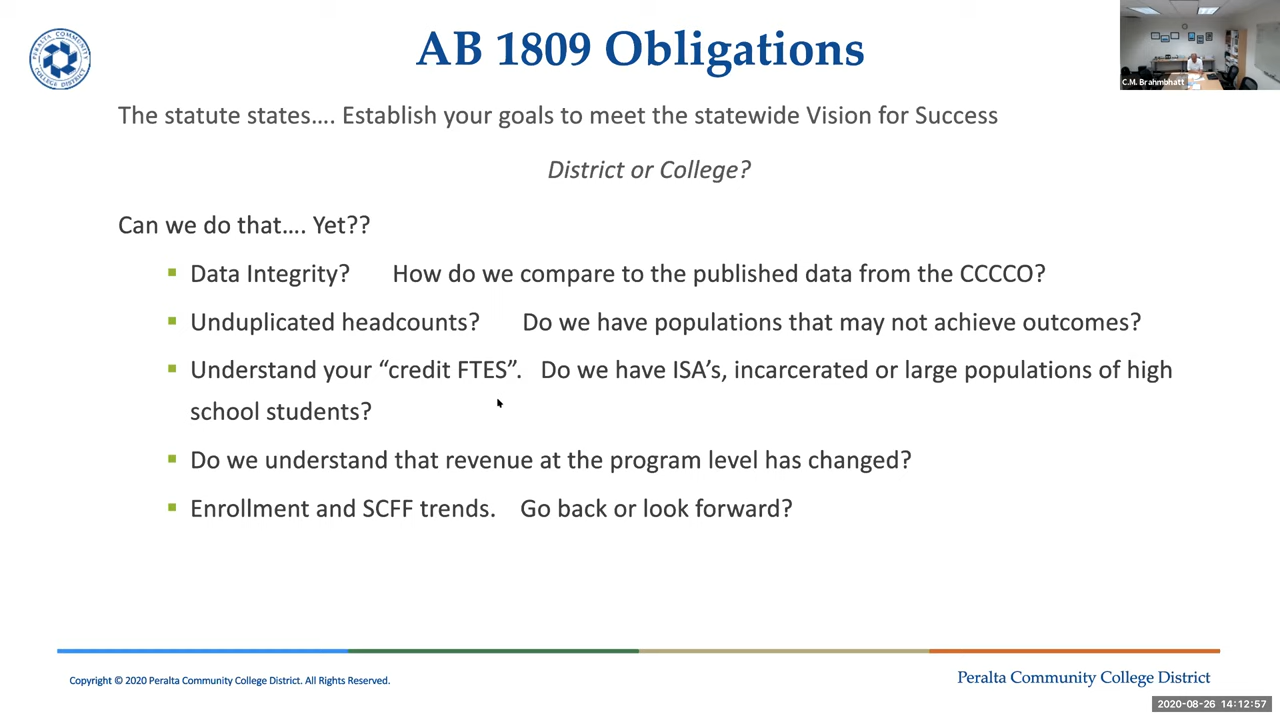 PERALTA COMMUNITY
COLLEGE DISTRICT
AB 1809 Obligations
C.M. Brahmbhatt
The statute states…. Establish your goals to meet the statewide Vision for Success
District or College?
Can we do that…. Yet??
▪ Data Integrity? How do we compare to the published data from the CCCCO?
▪ Unduplicated headcounts? Do we have populations that may not achieve outcomes?
▪ Understand your “credit FTES”. Do we have ISA’s, incarcerated or large populations of high
school students?
▪ Do we understand that revenue at the program level has changed?
▪ Enrollment and SCFF trends. Go back or look forward?
Copyright © 2020 Peralta Community College District. All Rights Reserved.
Peralta Community College District
2020-08-26 14:12:57